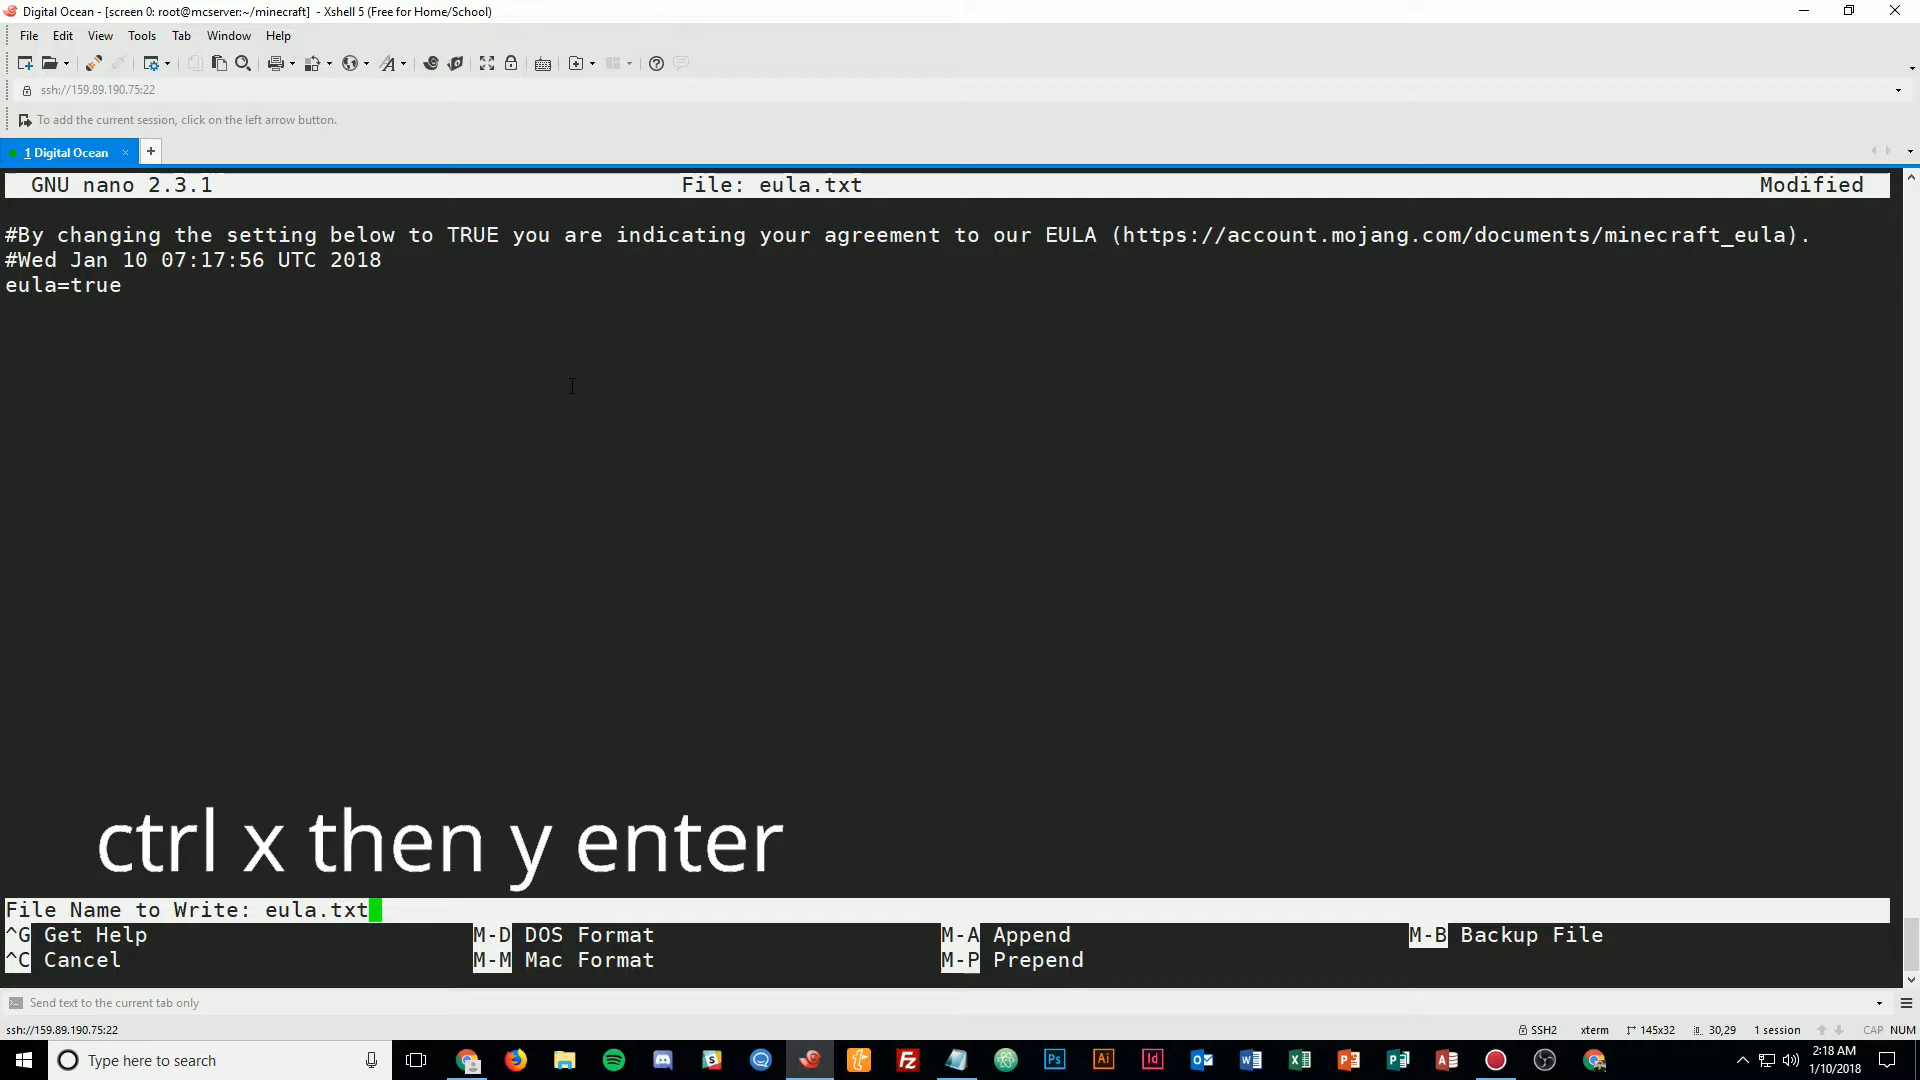 Digital Ocean - [screen 0: root@mcserver:~/minecraft] - Xshell 5 (Free for Home/School)
File Edit View Tools Tab Window Help
ssh://159.89.190.75:22
To add the current session, click on the left arrow button.
1 Digital Ocean × +
GNU nano 2.3.1 File: eula.txt Modified
#By changing the setting below to TRUE you are indicating your agreement to our EULA (https://account.mojang.com/documents/minecraft_eula).
#Wed Jan 10 07:17:56 UTC 2018
eula=true
ctrl x then y enter
File Name to Write: eula.txt
^G Get Help M-D DOS Format M-A Append M-B Backup File
^C Cancel M-M Mac Format M-P Prepend
Send text to the current tab only
ssh://159.89.190.75:22 SSH2 xterm 145x32 30,29 1 session CAP NUM
Type here to search
2:18 AM
1/10/2018